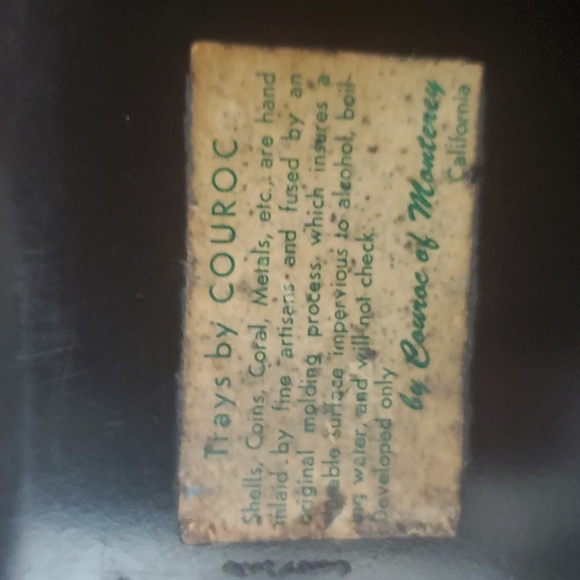 Trays by COUROC
Shells, Coins, Coral, Metals, etc., are hand
inlaid by fine artisans and fused by an
original molding process, which insures a
surface impervious to alcohol, boil-
ing water, and will not check.
Developed only
by Couroc of Monterey
California